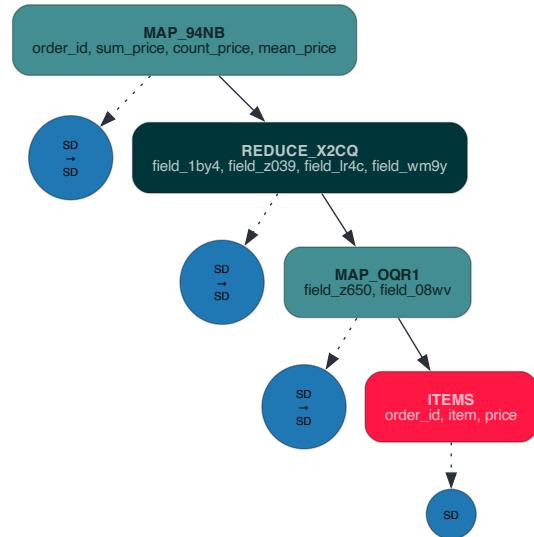 MAP_94NB
order_id, sum_price, count_price, mean_price
SD
→
SD
REDUCE_X2CQ
field_1by4, field_z039, field_lr4c, field_wm9y
SD
→
SD
MAP_OQR1
field_z650, field_08wv
SD
→
SD
ITEMS
order_id, item, price
SD